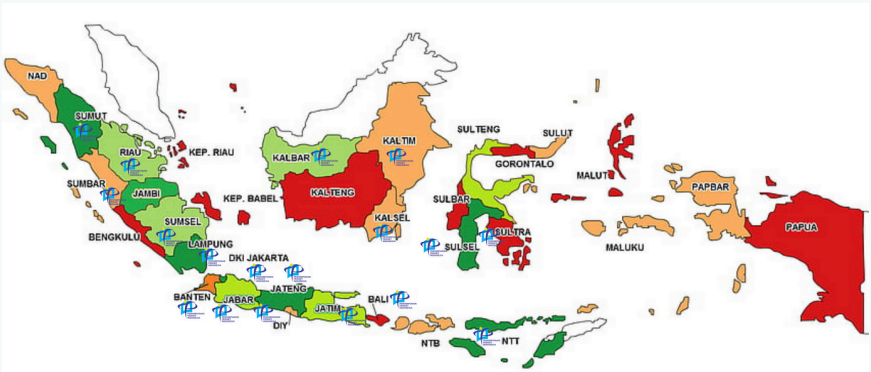 NAD
SUMUT
RIAU
KEP. RIAU
SUMBAR
JAMBI
KEP. BABEL
SUMSEL
BENGKULU
LAMPUNG
DKI JAKARTA
BANTEN
JABAR
JATENG
DIY
JATIM
BALI
NTB
NTT
KALBAR
KALTIM
KALTENG
KALSEL
SULTENG
SULUT
GORONTALO
SULBAR
SULSEL
SULTRA
MALUT
MALUKU
PAPBAR
PAPUA